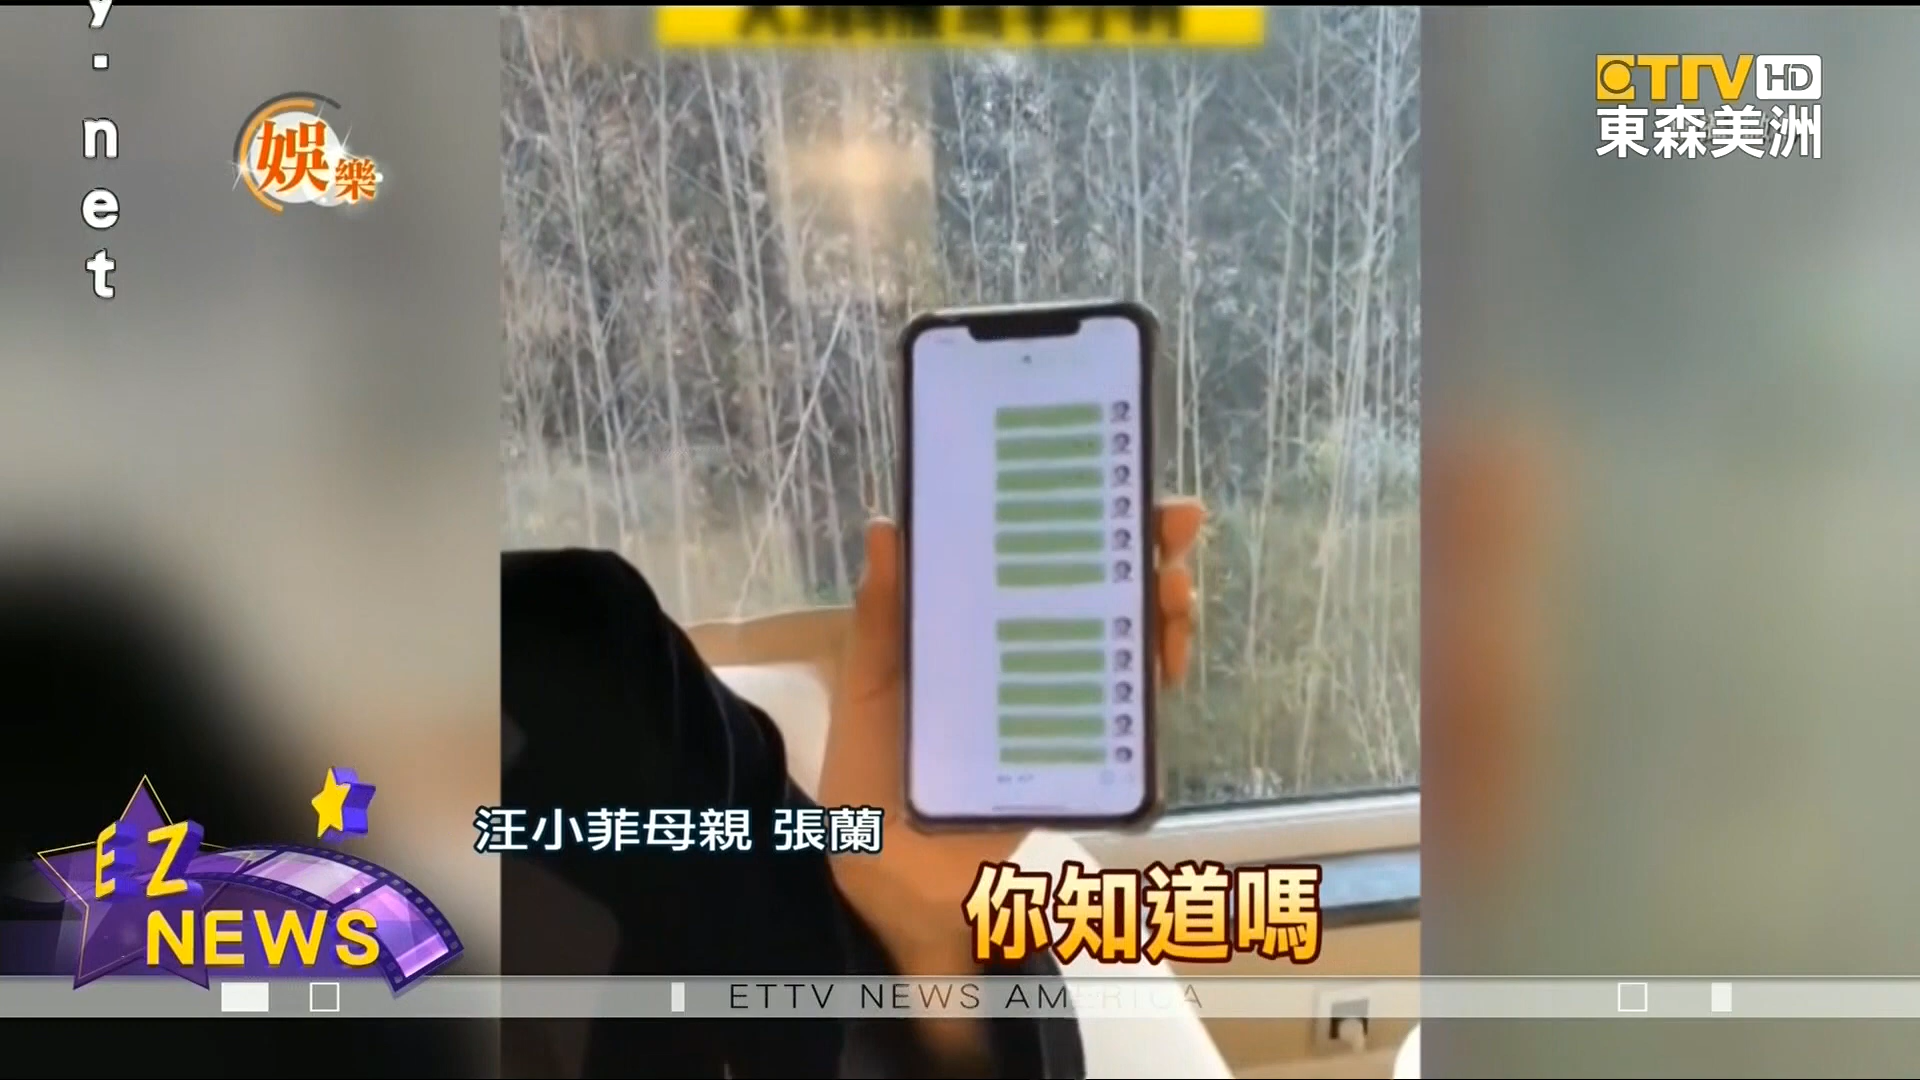 y.net
娛樂
ETTV HD
東森美洲
汪小菲母親 張蘭
你知道嗎
EZ
NEWS
ETTV NEWS AMERICA